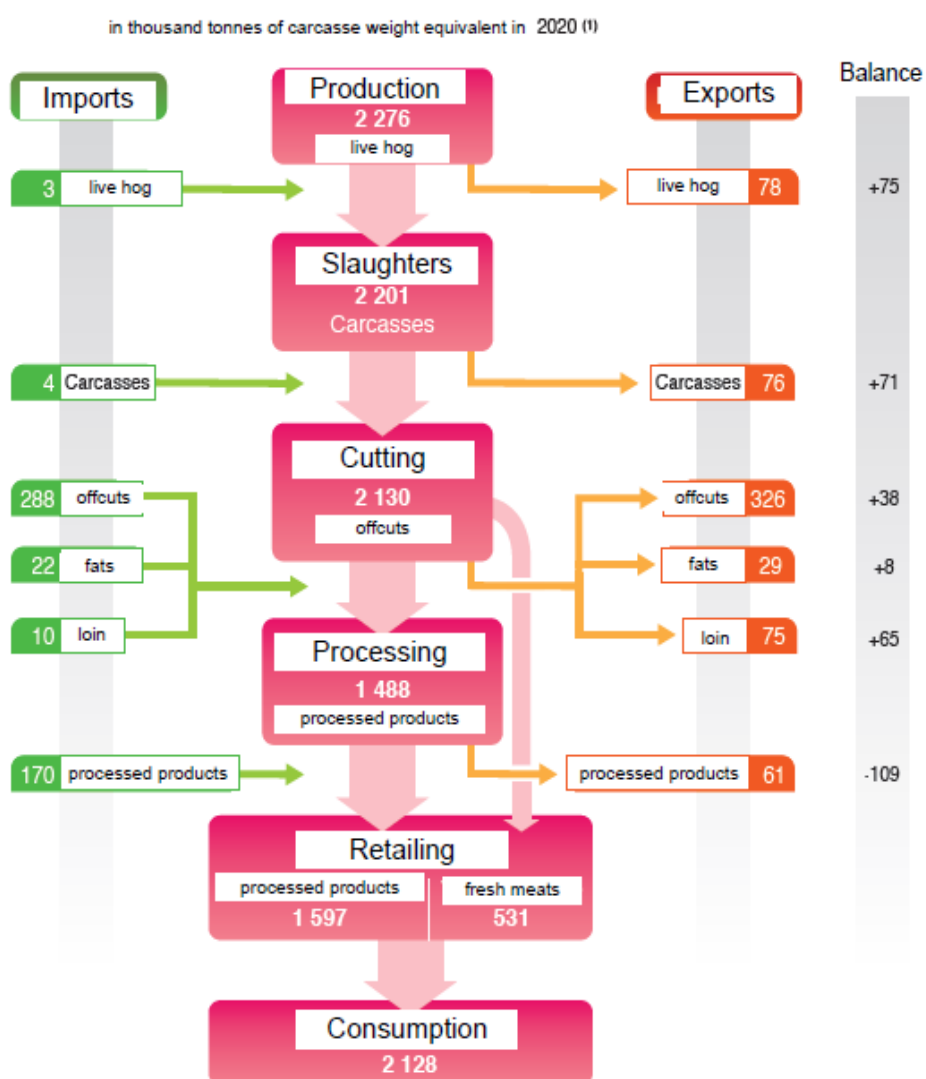 in thousand tonnes of carcasse weight equivalent in 2020 (1)
Balance
Imports
Production
Exports
2 276
live hog
3 live hog
live hog 78
+75
Slaughters
2 201
Carcasses
4 Carcasses
Carcasses 76
+71
Cutting
2 130
offcuts
288 offcuts
offcuts 326
+38
22 fats
fats 29
+8
10 loin
loin 75
+65
Processing
1 488
processed products
170 processed products
processed products 61
-109
Retailing
processed products
fresh meats
1 597
531
Consumption
2 128